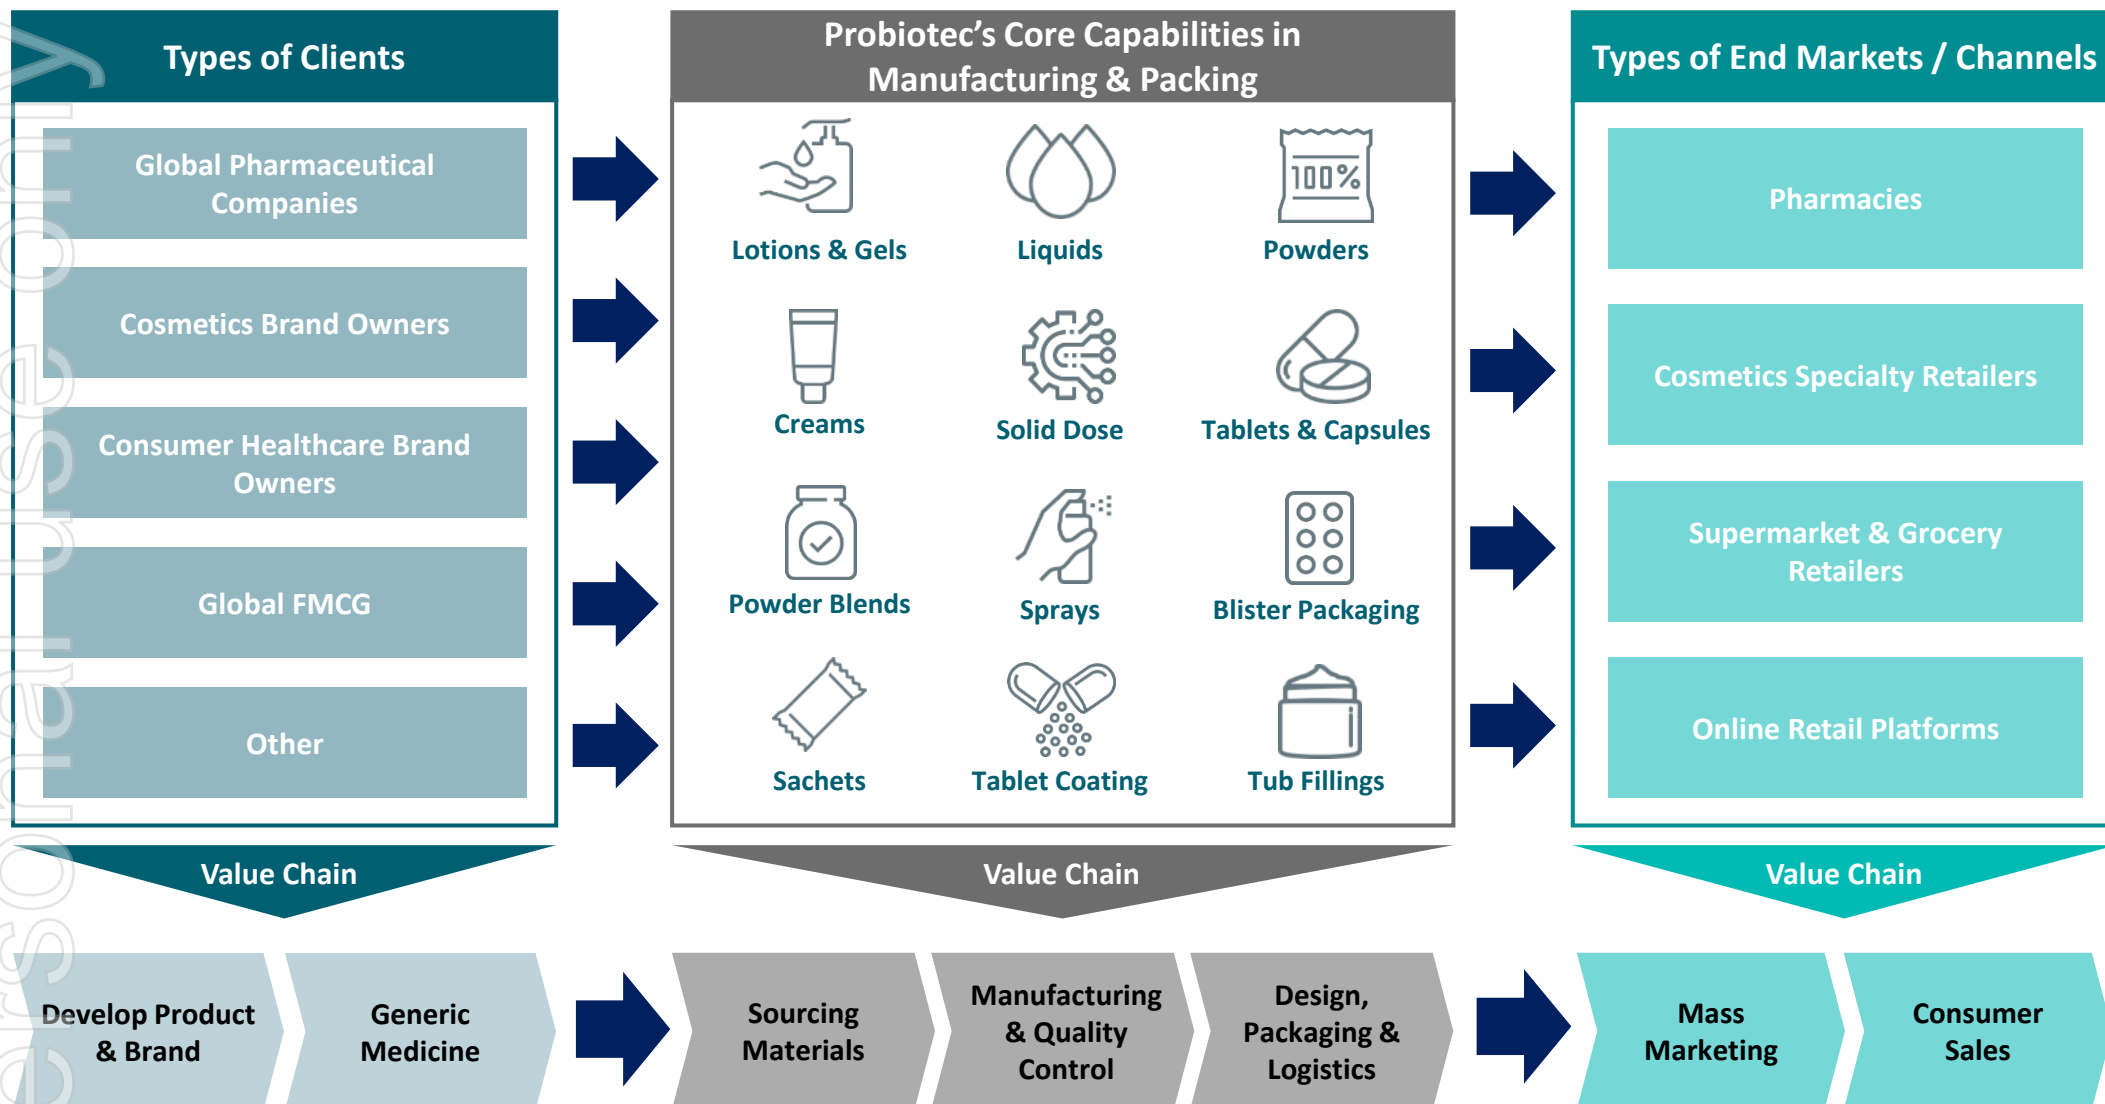 Types of Clients
Global Pharmaceutical
Companies
Cosmetics Brand Owners
Consumer Healthcare Brand
Owners
Global FMCG
Other
Value Chain
Develop Product
& Brand
Generic
Medicine
Probiotec's Core Capabilities in
Manufacturing & Packing
Lotions & Gels
Liquids
100%
Powders
Creams
Solid Dose
Tablets & Capsules
Powder Blends
Sprays
Blister Packaging
Sachets
Tablet Coating
Tub Fillings
Value Chain
Sourcing
Materials
Manufacturing
& Quality
Control
Design,
Packaging &
Logistics
Types of End Markets / Channels
Pharmacies
Cosmetics Specialty Retailers
Supermarket & Grocery
Retailers
Online Retail Platforms
Value Chain
Mass
Marketing
Consumer
Sales
ersonal use only